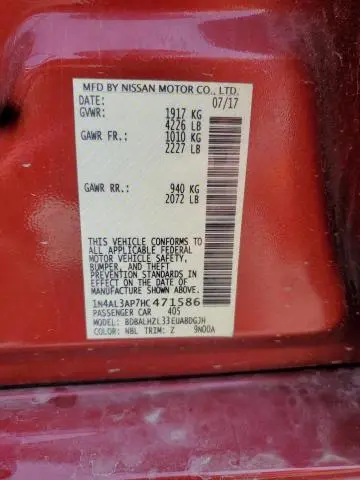 MFD BY NISSAN MOTOR CO., LTD.
DATE: 07/17
GVWR: 1917 KG
4226 LB
GAWR FR.: 1010 KG
2227 LB
GAWR RR.: 940 KG
2072 LB
THIS VEHICLE CONFORMS TO
ALL APPLICABLE FEDERAL
MOTOR VEHICLE SAFETY,
BUMPER, AND THEFT
PREVENTION STANDARDS IN
EFFECT ON THE DATE OF
MANUFACTURE SHOWN ABOVE.
1N4AL3AP7HC471586
PASSENGER CAR 405
MODEL: BDBALHZL33EUABDGJH
COLOR: NBL TRIM: Z 9N00A